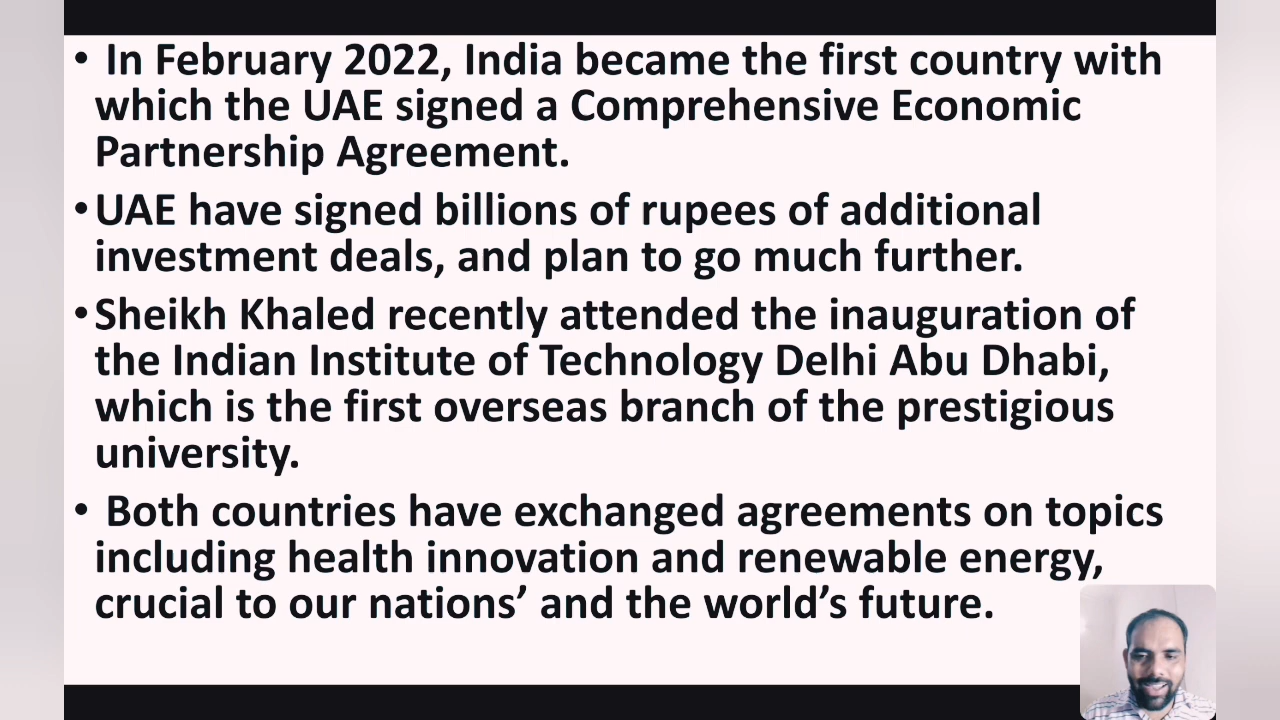 • In February 2022, India became the first country with
which the UAE signed a Comprehensive Economic
Partnership Agreement.
• UAE have signed billions of rupees of additional
investment deals, and plan to go much further.
• Sheikh Khaled recently attended the inauguration of
the Indian Institute of Technology Delhi Abu Dhabi,
which is the first overseas branch of the prestigious
university.
• Both countries have exchanged agreements on topics
including health innovation and renewable energy,
crucial to our nations’ and the world’s future.